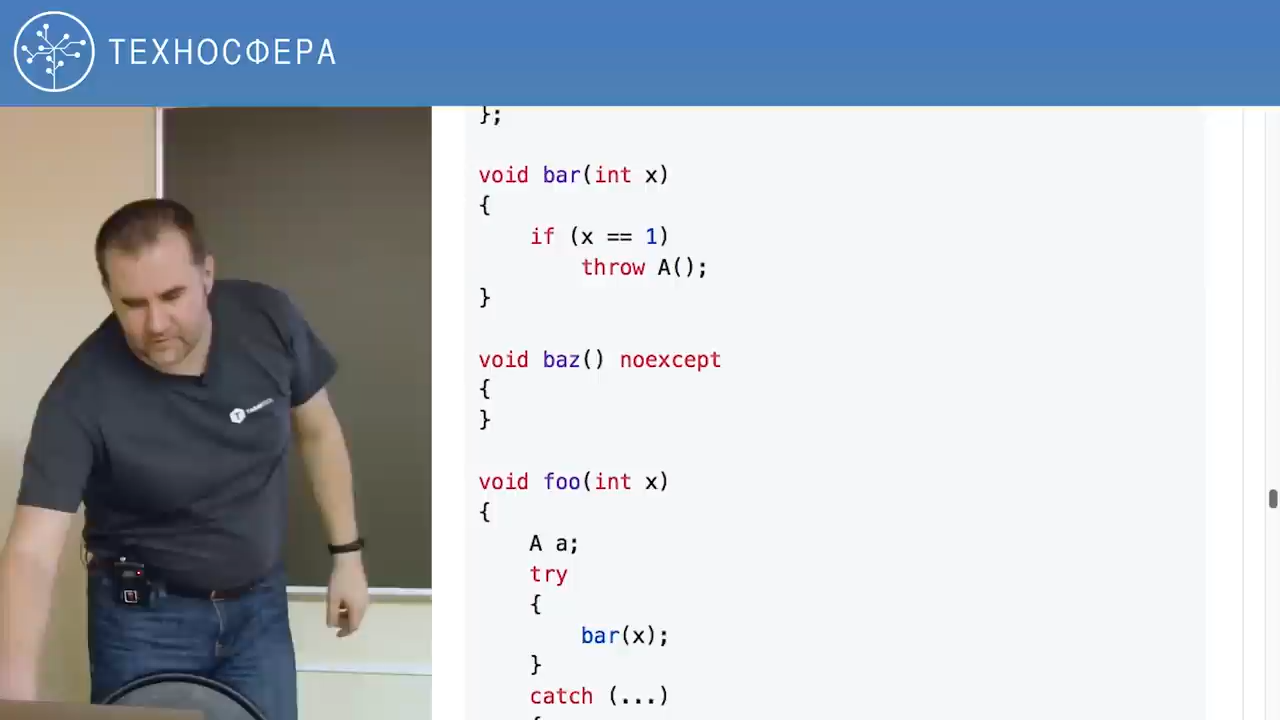 ТЕХНОСФЕРА
};
void bar(int x)
{
if (x == 1)
throw A();
}
void baz() noexcept
{
}
void foo(int x)
{
A a;
try
{
bar(x);
}
catch (...)
{